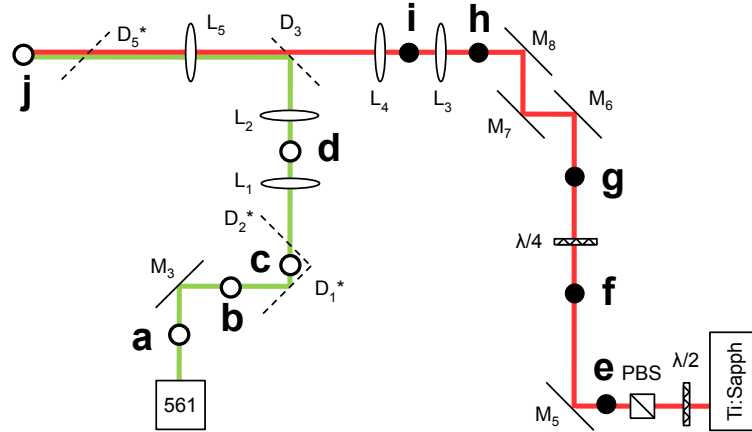 D5* L5 D3 i h M8
j L4 L3 M6
L2 d M7
L1 g
D2* λ/4
M3 c f
b D1*
a
561 e PBS λ/2 Ti:Sapph
M5